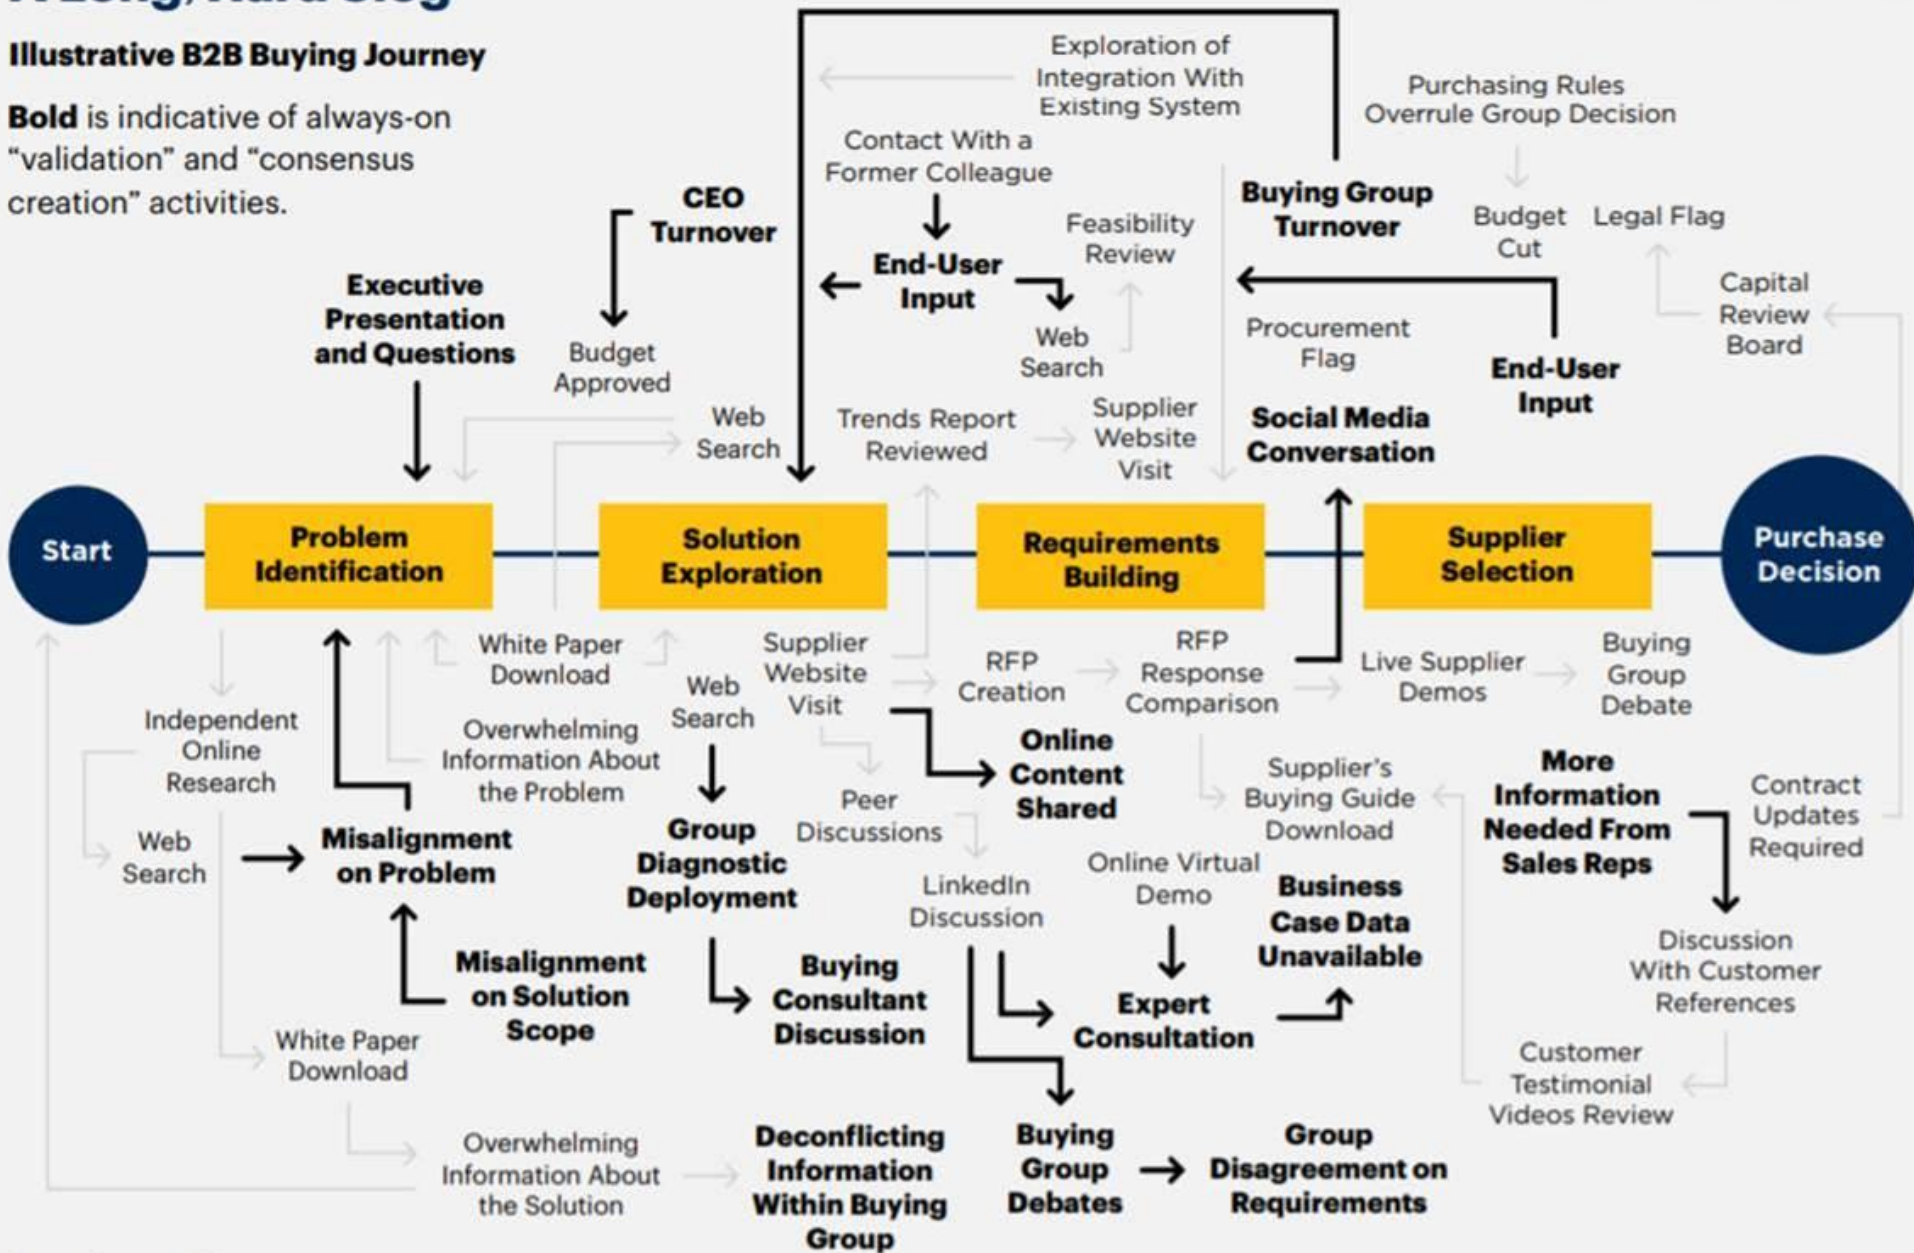 Illustrative B2B Buying Journey
Bold is indicative of always-on
"validation" and "consensus
creation" activities.
Exploration of
Integration With
Existing System
Purchasing Rules
Overrule Group Decision
Contact With a
Former Colleague
CEO
Turnover
Buying Group
Turnover
Feasibility
Review
Budget
Cut
Legal Flag
End-User
Input
Executive
Presentation
and Questions
Capital
Review
Board
Budget
Approved
Web
Search
Procurement
Flag
End-User
Input
Web
Search
Trends Report
Reviewed
Supplier
Website
Visit
Social Media
Conversation
Start
Problem
Identification
Solution
Exploration
Requirements
Building
Supplier
Selection
Purchase
Decision
White Paper
Download
Supplier
Website
Visit
RFP
Creation
RFP
Response
Comparison
Live Supplier
Demos
Buying
Group
Debate
Independent
Online
Research
Overwhelming
Information About
the Problem
Web
Search
Online
Content
Shared
Supplier's
Buying Guide
Download
More
Information
Needed From
Sales Reps
Contract
Updates
Required
Web
Search
Misalignment
on Problem
Group
Diagnostic
Deployment
Peer
Discussions
LinkedIn
Discussion
Online Virtual
Demo
Business
Case Data
Unavailable
Discussion
With Customer
References
Misalignment
on Solution
Scope
Buying
Consultant
Discussion
Expert
Consultation
White Paper
Download
Customer
Testimonial
Videos Review
Overwhelming
Information About
the Solution
Deconflicting
Information
Within Buying
Group
Buying
Group
Debates
Group
Disagreement on
Requirements